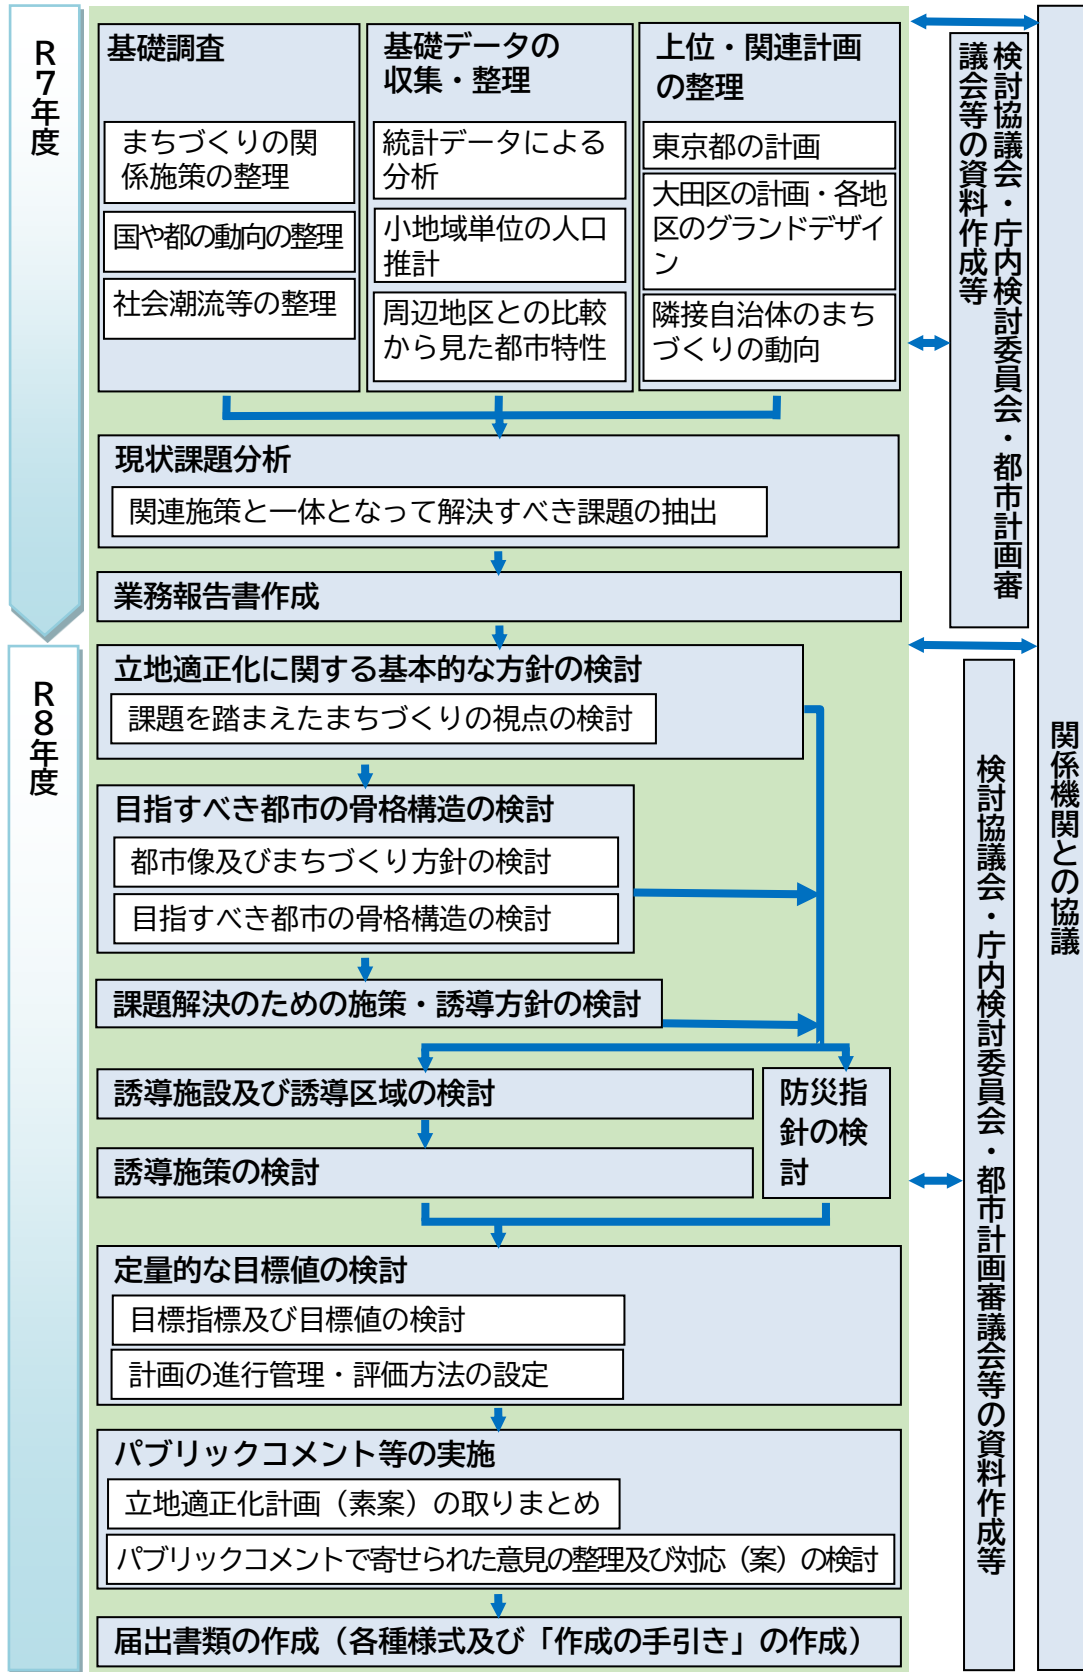 R7年度
基礎調査
まちづくりの関
係施策の整理
国や都の動向の整理
社会潮流等の整理
基礎データの
収集・整理
統計データによる
分析
小地域単位の人口
推計
周辺地区との比較
から見た都市特性
上位・関連計画
の整理
東京都の計画
大田区の計画・各地
区のグランドデザイ
ン
隣接自治体のまち
づくりの動向
検討協議会・庁内検討委員会・都市計画審
議会等の資料作成等
現状課題分析
関連施策と一体となって解決すべき課題の抽出
業務報告書作成
R8年度
立地適正化に関する基本的な方針の検討
課題を踏まえたまちづくりの視点の検討
目指すべき都市の骨格構造の検討
都市像及びまちづくり方針の検討
目指すべき都市の骨格構造の検討
課題解決のための施策・誘導方針の検討
誘導施設及び誘導区域の検討
誘導施策の検討
防災指
針の検
討
定量的な目標値の検討
目標指標及び目標値の検討
計画の進行管理・評価方法の設定
パブリックコメント等の実施
立地適正化計画（素案）の取りまとめ
パブリックコメントで寄せられた意見の整理及び対応（案）の検討
届出書類の作成（各種様式及び「作成の手引き」の作成）
検討協議会・庁内検討委員会・都市計画審議会等の資料作成等
関係機関との協議